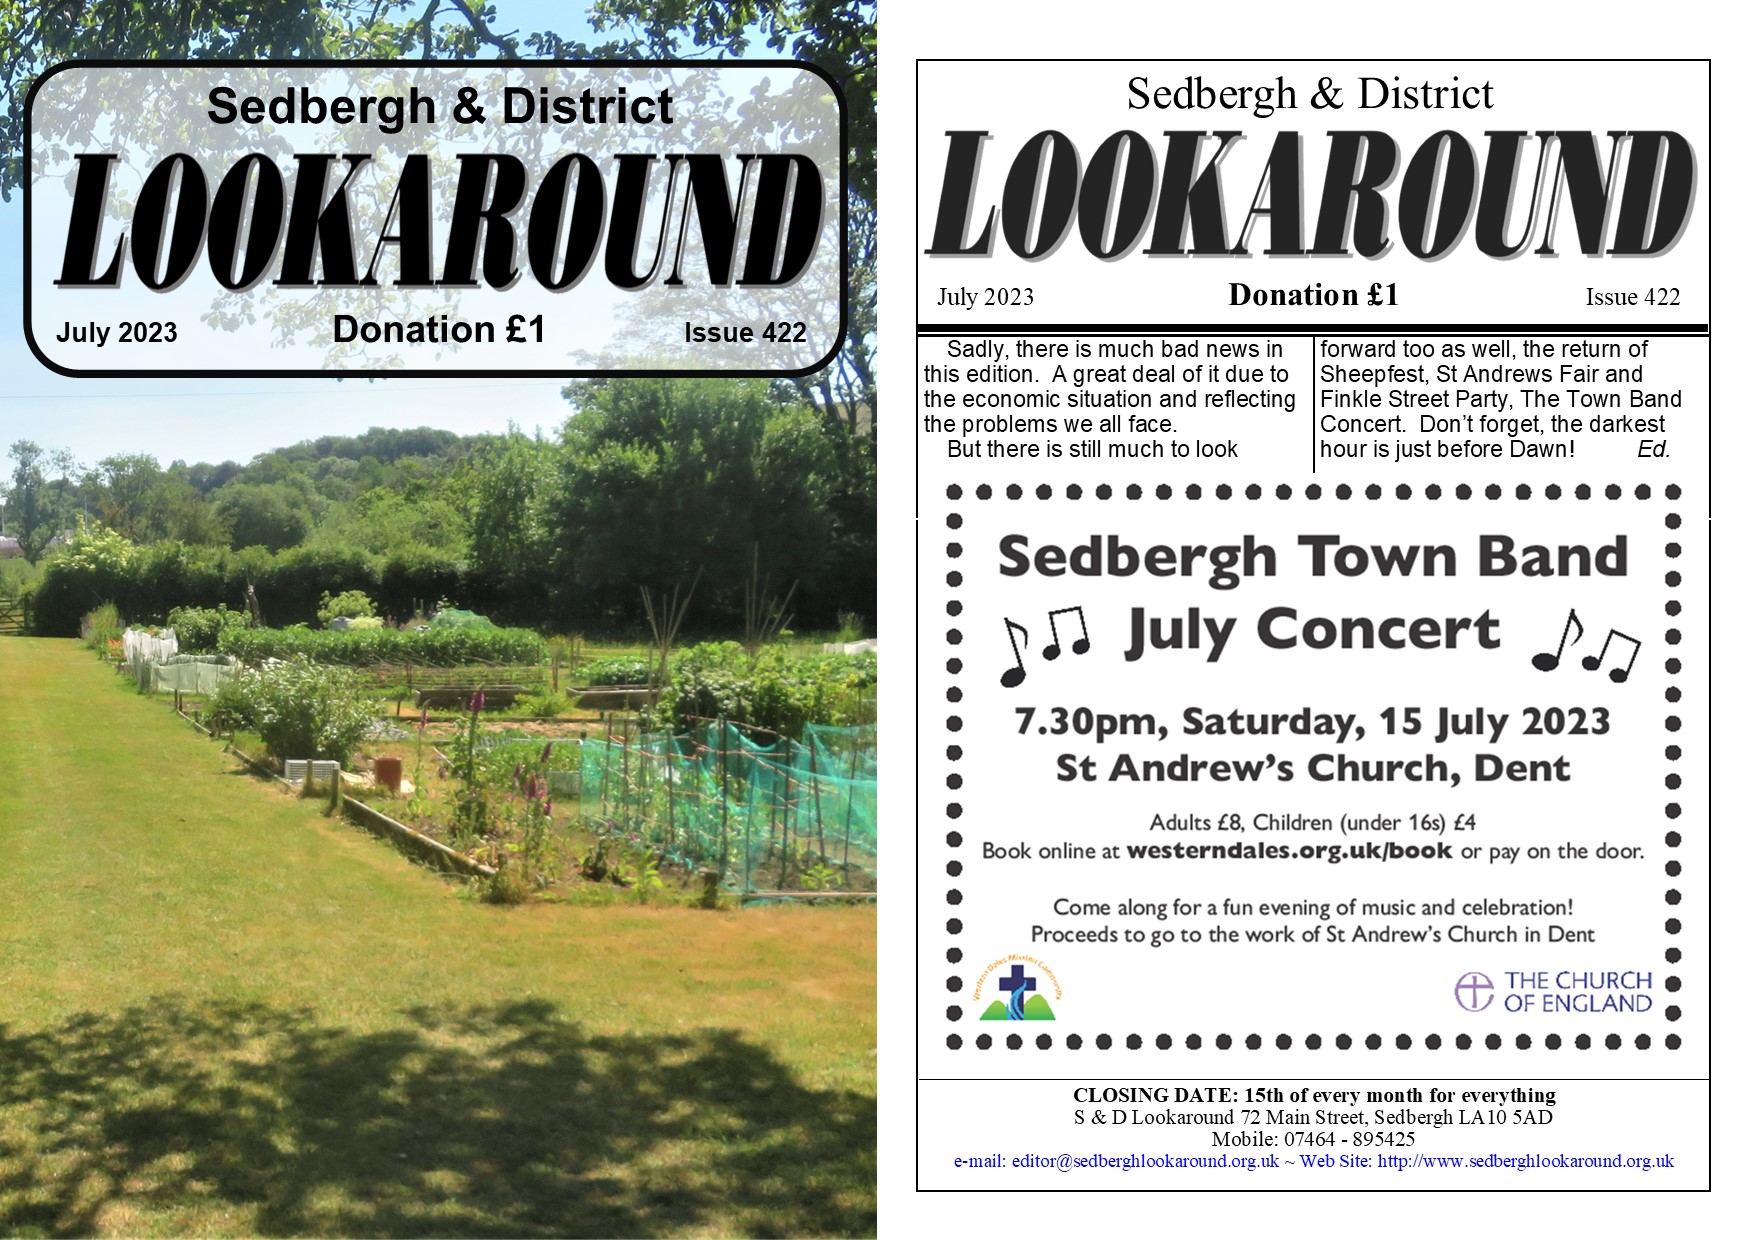 Sedbergh & District
LOOKAROUND
July 2023 Donation £1 Issue 422
Sedbergh & District
LOOKAROUND
July 2023 Donation £1 Issue 422
Sadly, there is much bad news in
this edition. A great deal of it due to
the economic situation and reflecting
the problems we all face.
But there is still much to look
forward too as well, the return of
Sheepfest, St Andrews Fair and
Finkle Street Party, The Town Band
Concert. Don't forget, the darkest
hour is just before Dawn! Ed.
Sedbergh Town Band
July Concert
7.30pm, Saturday, 15 July 2023
St Andrew's Church, Dent
Adults £8, Children (under 16s) £4
Book online at westerndales.org.uk/book or pay on the door.
Come along for a fun evening of music and celebration!
Proceeds to go to the work of St Andrew's Church in Dent
Western Dales Mission Community
THE CHURCH
OF ENGLAND
CLOSING DATE: 15th of every month for everything
S & D Lookaround 72 Main Street, Sedbergh LA10 5AD
Mobile: 07464 - 895425
e-mail: editor@sedberghlookaround.org.uk ~ Web Site: http://www.sedberghlookaround.org.uk